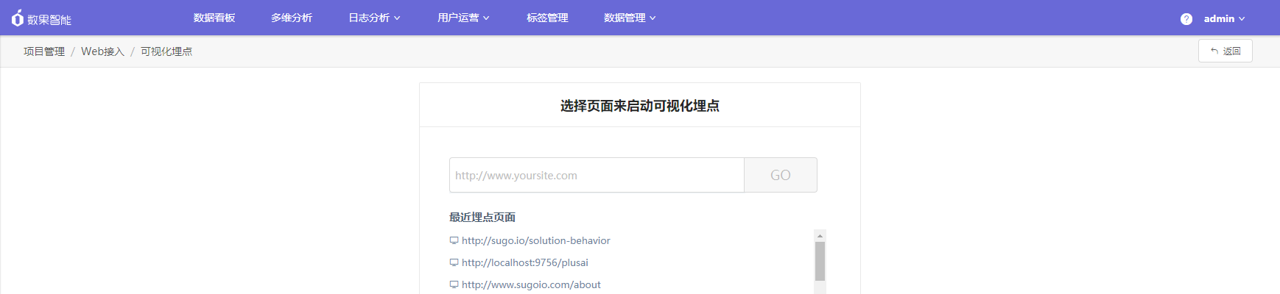 数果智能 数据看板 多维分析 日志分析 用户运营 标签管理 数据管理 ? admin
项目管理 / Web接入 / 可视化埋点 返回
选择页面来启动可视化埋点
http://www.yoursite.com GO
最近埋点页面
http://sugo.io/solution-behavior
http://localhost:9756/plusai
http://www.sugoio.com/about